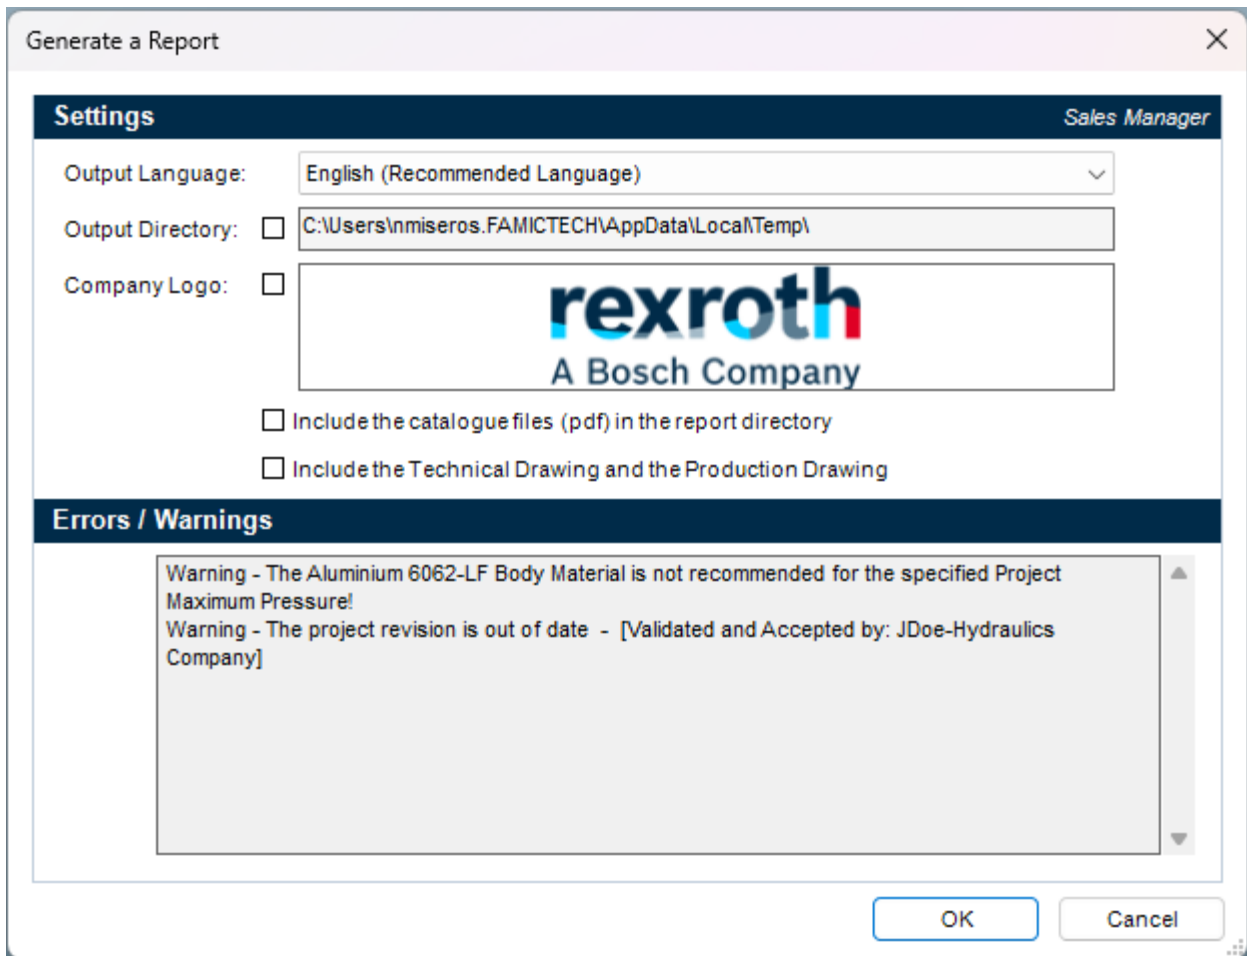 Generate a Report
Settings
Sales Manager
Output Language:
English (Recommended Language)
Output Directory:
C:\Users\nmiseros.FAMICTECH\AppData\Local\Temp\
Company Logo:
rexroth
A Bosch Company
Include the catalogue files (pdf) in the report directory
Include the Technical Drawing and the Production Drawing
Errors / Warnings
Warning - The Aluminium 6062-LF Body Material is not recommended for the specified Project
Maximum Pressure!
Warning - The project revision is out of date - [Validated and Accepted by: JDoe-Hydraulics
Company]
OK
Cancel